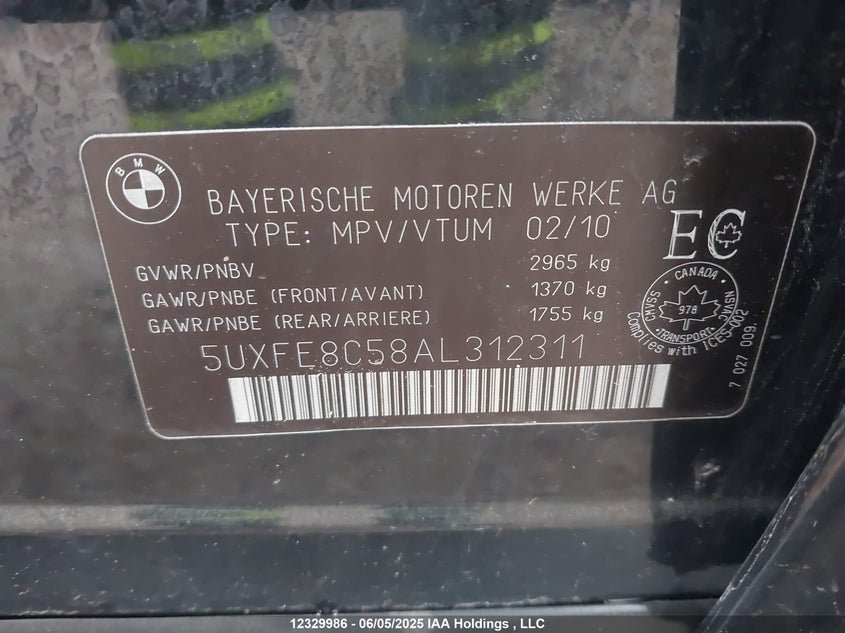 BMW
BAYERISCHE MOTOREN WERKE AG
TYPE: MPV/VTUM 02/10
EC
GVWR/PNBV 2965 kg
GAWR/PNBE (FRONT/AVANT) 1370 kg
GAWR/PNBE (REAR/ARRIERE) 1755 kg
CANADA
CMVSS
978
NSVAC
TRANSPORT
Complies with ICES-002
7 027 009.
5UXFE8C58AL312311
12329986 - 06/05/2025 IAA Holdings , LLC